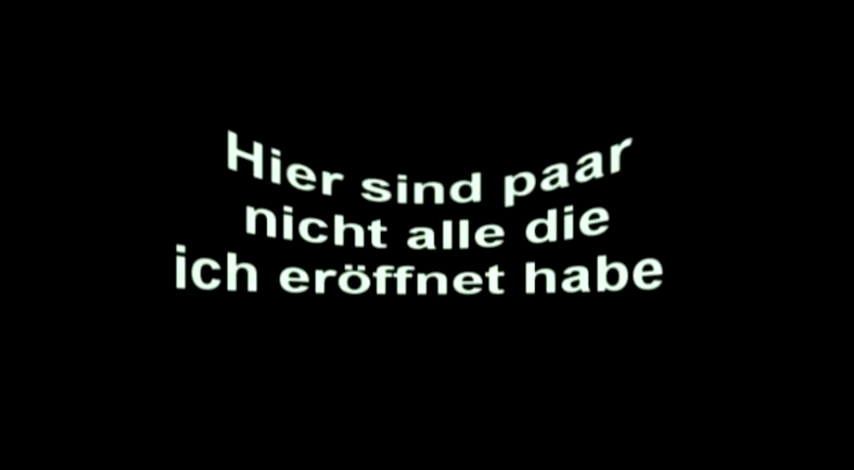 Hier sind paar
nicht alle die
ich eröffnet habe